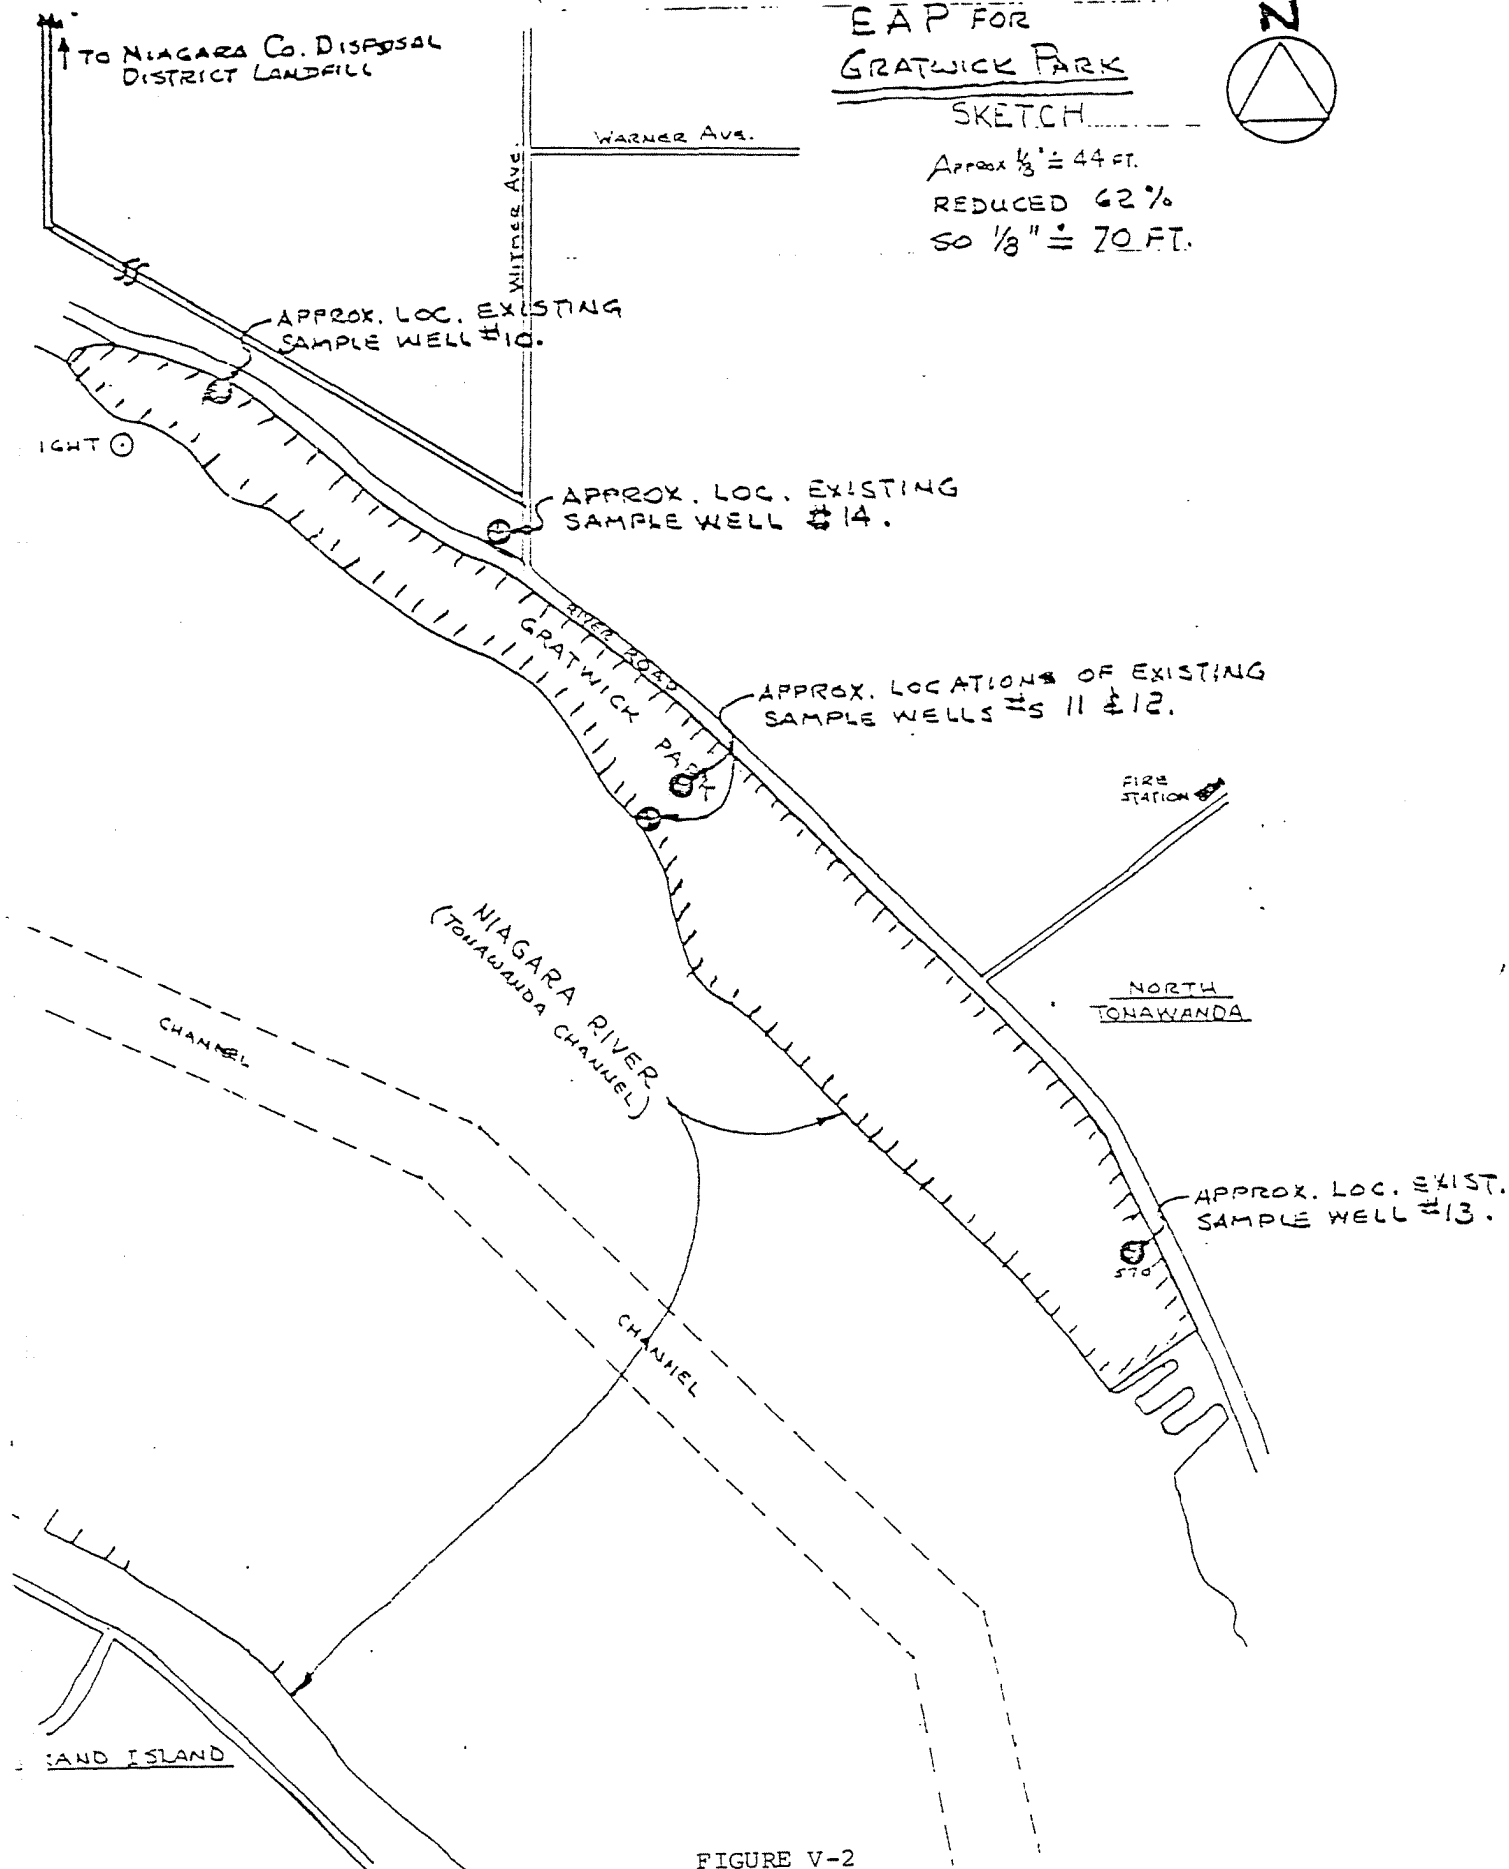 EAP FOR
GRATWICK PARK
SKETCH
N
APPROX 1/8" ≐ 44 FT.
REDUCED 62%
SO 1/8" ≐ 70 FT.
TO NIAGARA CO. DISPOSAL
DISTRICT LANDFILL
WARNER AVE.
WITMER AVE.
APPROX. LOC. EXISTING
SAMPLE WELL #10.
IGHT
APPROX. LOC. EXISTING
SAMPLE WELL #14.
RIVER ROAD
GRATWICK PARK
APPROX. LOCATIONS OF EXISTING
SAMPLE WELLS #S 11 & 12.
FIRE
STATION
NIAGARA RIVER
(TONAWANDA CHANNEL)
NORTH
TONAWANDA
CHANNEL
APPROX. LOC. EXIST.
SAMPLE WELL #13.
570
CHANNEL
AND ISLAND
FIGURE V-2